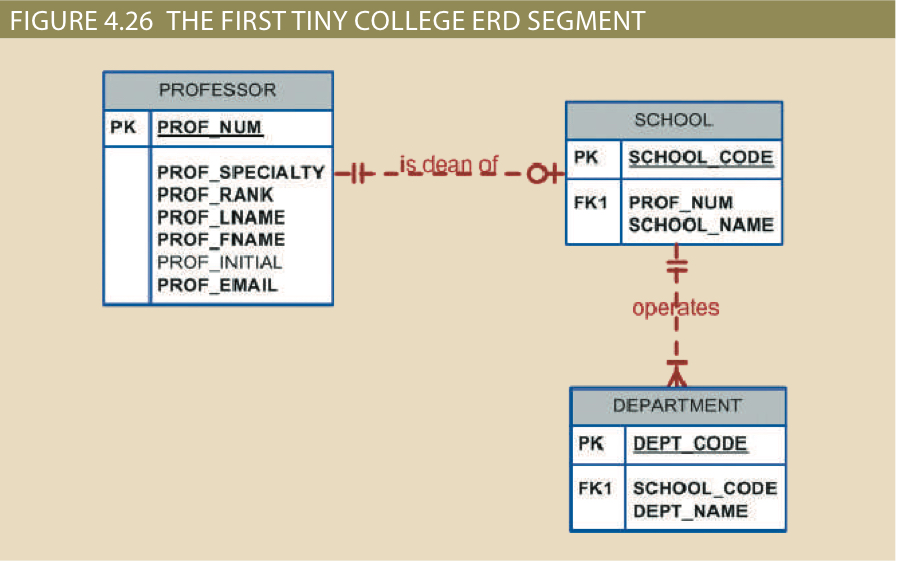 FIGURE 4.26 THE FIRST TINY COLLEGE ERD SEGMENT
PROFESSOR
PK PROF_NUM
PROF_SPECIALTY
PROF_RANK
PROF_LNAME
PROF_FNAME
PROF_INITIAL
PROF_EMAIL
is dean of
SCHOOL
PK SCHOOL_CODE
FK1 PROF_NUM
SCHOOL_NAME
operates
DEPARTMENT
PK DEPT_CODE
FK1 SCHOOL_CODE
DEPT_NAME